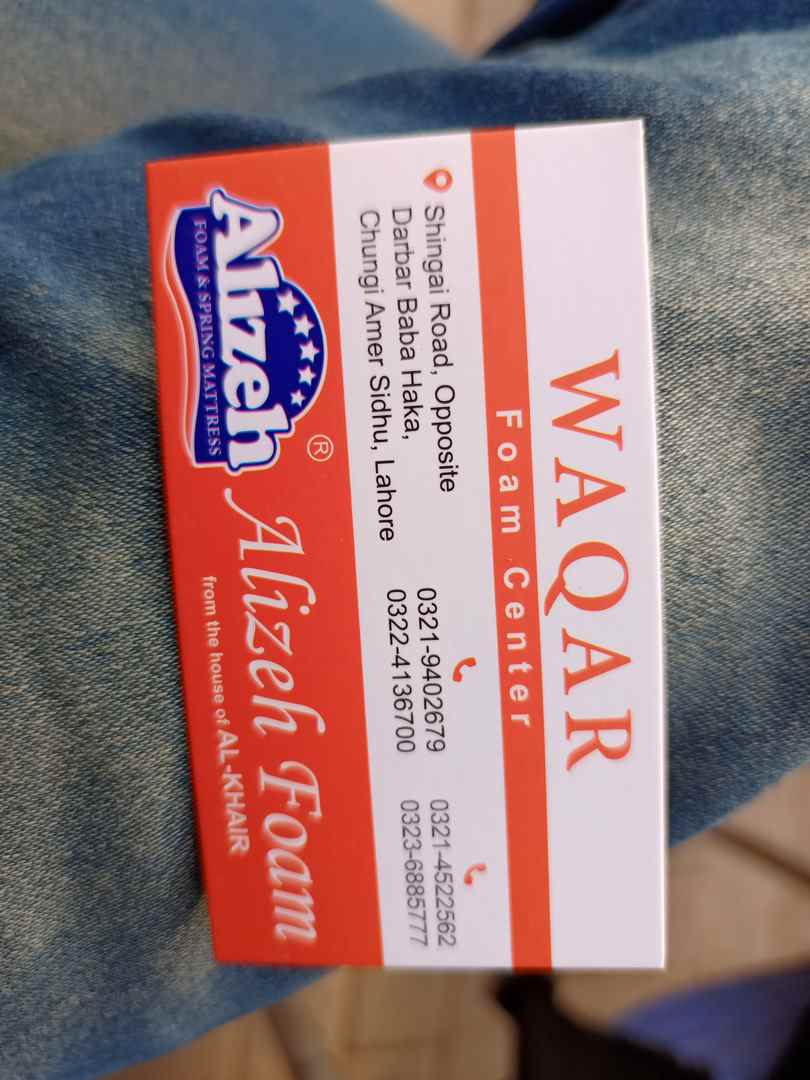 WAQAR
Foam Center
Shingai Road, Opposite
Darbar Baba Haka,
Chungi Amer Sidhu, Lahore
0321-9402679
0322-4136700
0321-4522562
0323-6885777
Alizeh ®
FOAM & SPRING MATTRESS
Alizeh Foam
from the house of AL-KHAIR